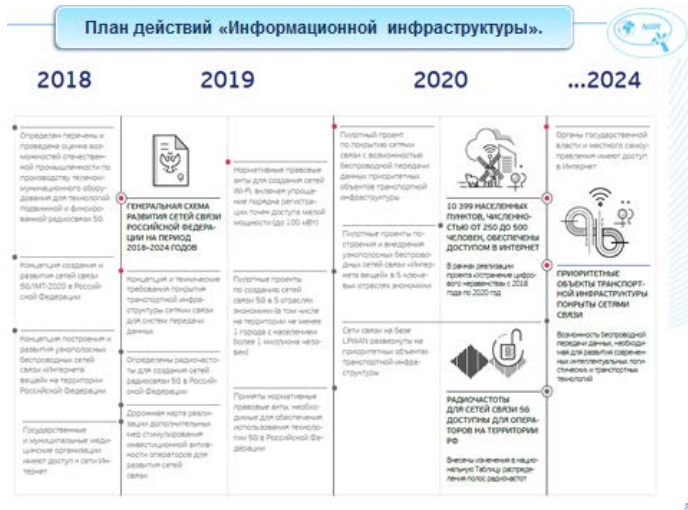 План действий «Информационной инфраструктуры».
НИИР
2018
2019
2020
...2024
Определен перечень и
проведена оценка воз-
можностей отечествен-
ной промышленности по
производству телеком-
муникационного обору-
дования для технологий
подвижной и фиксиро-
ванной радиосвязи 5G
Концепция создания и
развития сетей связи
5G/IMT-2020 в Россий-
ской Федерации
Концепция построения и
развития узкополосных
беспроводных сетей
связи «Интернета
вещей» на территории
Российской Федерации
Государственные
и муниципальные меди-
цинские организации
имеют доступ к сети Ин-
тернет
ГЕНЕРАЛЬНАЯ СХЕМА
РАЗВИТИЯ СЕТЕЙ СВЯЗИ
РОССИЙСКОЙ ФЕДЕРА-
ЦИИ НА ПЕРИОД
2018–2024 ГОДОВ
Концепция и технические
требования покрытия
транспортной инфра-
структуры сетями связи
для систем передачи
данных
Определены радиочасто-
ты для создания сетей
радиосвязи 5G в Россий-
ской Федерации.
Дорожная карта реали-
зации дополнительных
мер стимулирования
инвестиционной актив-
ности операторов для
развития сетей
связи
Нормативные правовые
акты для создания сетей
Wi-Fi, включая упроще-
ние порядка регистра-
ции точек доступа малой
мощности (до 100 мВт)
Пилотные проекты
по созданию сетей
связи 5G в 5 отраслях
экономики (в том числе
на территории не менее
1 города с населением
более 1 миллиона чело-
век)
Приняты нормативные
правовые акты, необхо-
димые для обеспечения
использования техноло-
гии 5G в Российской Фе-
дерации
Пилотный проект
по покрытию сетями
связи с возможностью
беспроводной передачи
данных приоритетных
объектов транспортной
инфраструктуры
Пилотные проекты по-
строения и внедрения
узкополосных беспрово-
дных сетей связи «Интер-
нета вещей» в 5 ключе-
вых отраслях экономики
Сети связи на базе
LPWAN развернуты на
приоритетных объектах
транспортной инфра-
структуры
10 399 НАСЕЛЕННЫХ
ПУНКТОВ, ЧИСЛЕННО-
СТЬЮ ОТ 250 ДО 500
ЧЕЛОВЕК, ОБЕСПЕЧЕНЫ
ДОСТУПОМ В ИНТЕРНЕТ
В рамках реализации
проекта «Устранение цифро-
вого неравенства» с 2018
года по 2020 год
РАДИОЧАСТОТЫ
ДЛЯ СЕТЕЙ СВЯЗИ 5G
ДОСТУПНЫ ДЛЯ ОПЕРА-
ТОРОВ НА ТЕРРИТОРИИ
РФ
Внесены изменения в нацио-
нальную Таблицу распреде-
ления полос радиочастот
Органы государственной
власти и местного самоу-
правления имеют доступ
в Интернет
ПРИОРИТЕТНЫЕ
ОБЪЕКТЫ ТРАНСПОРТ-
НОЙ ИНФРАСТРУКТУРЫ
ПОКРЫТЫ СЕТЯМИ
СВЯЗИ
Возможность беспроводной
передачи данных, необходи-
мая для развития современ-
ных интеллектуальных логи-
стических и транспортных
технологий